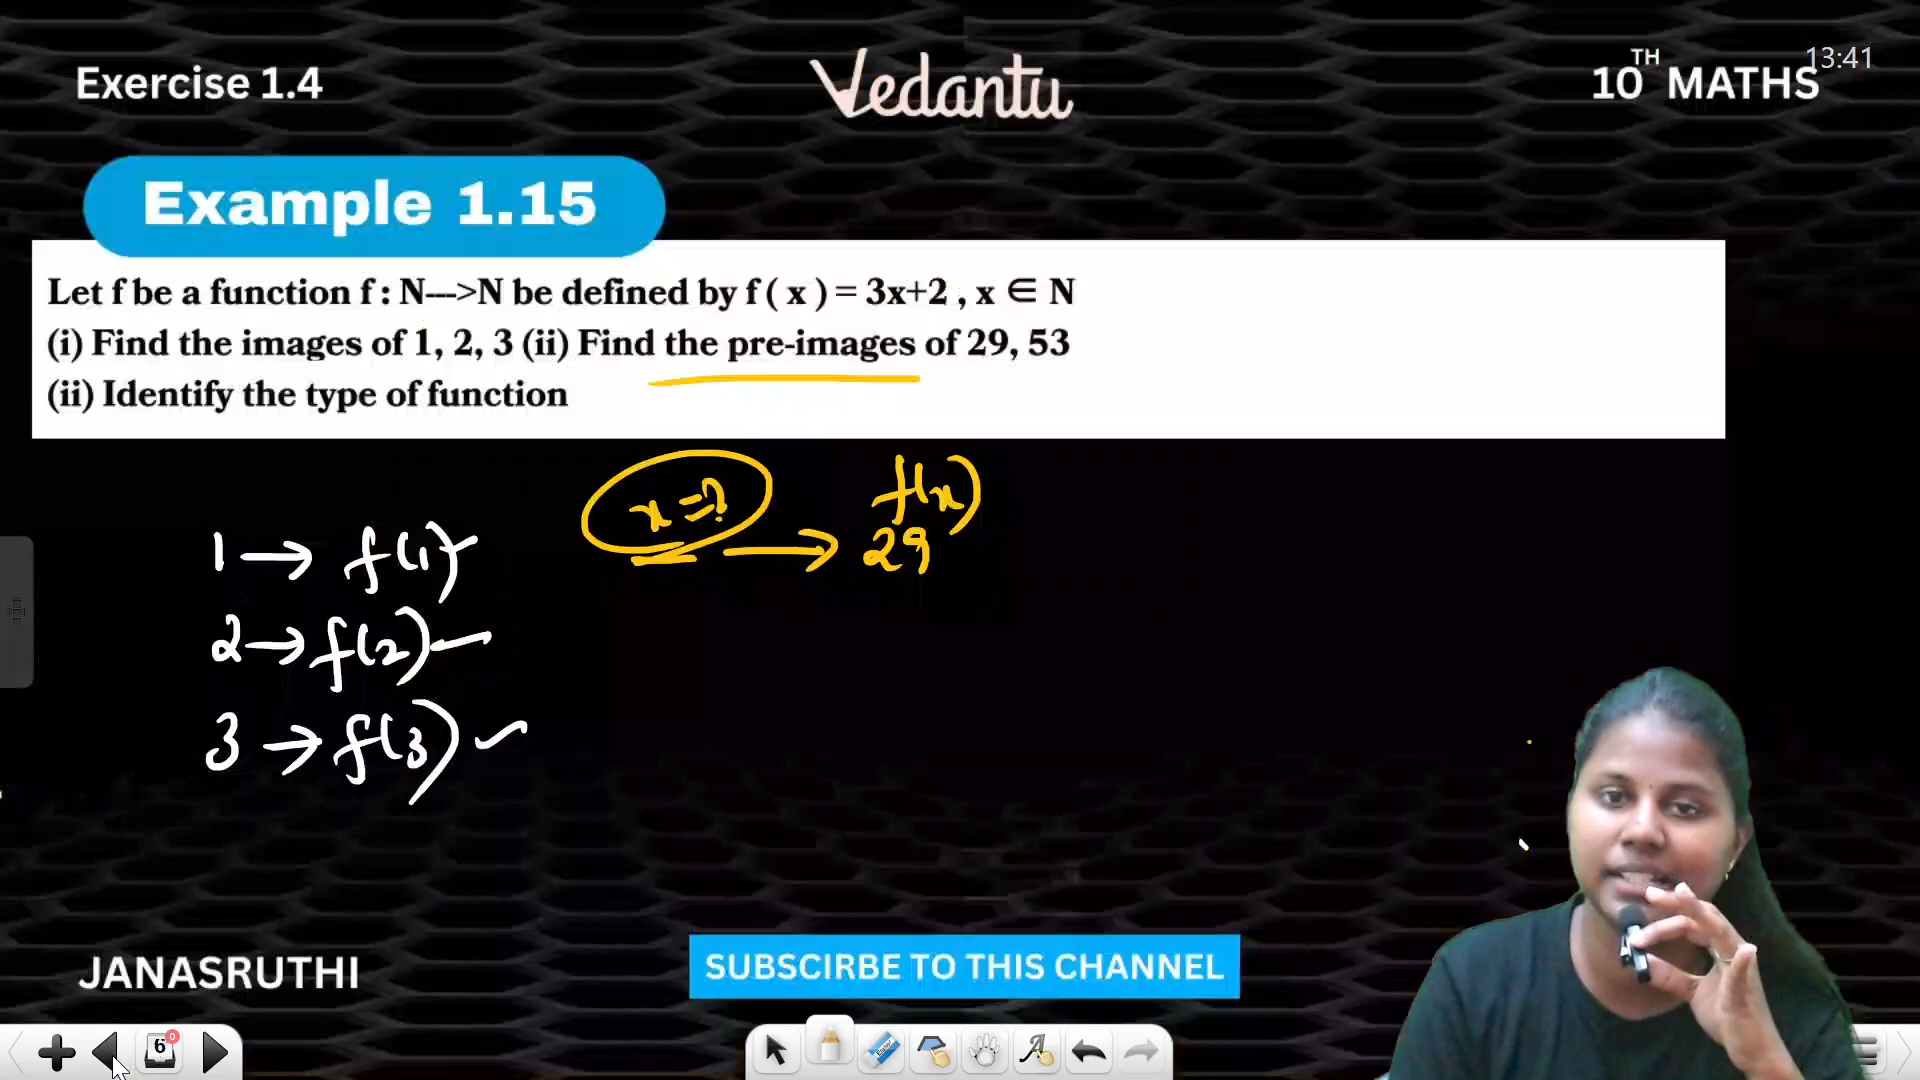 13:41
Exercise 1.4
Vedantu
10TH MATHS
Example 1.15
Let f be a function f : N--->N be defined by f ( x ) = 3x+2 , x ∈ N
(i) Find the images of 1, 2, 3 (ii) Find the pre-images of 29, 53
(ii) Identify the type of function
x=? → f(x)
29
1 → f(1)
2 → f(2)
3 → f(3)
JANASRUTHI
SUBSCIRBE TO THIS CHANNEL
6
0